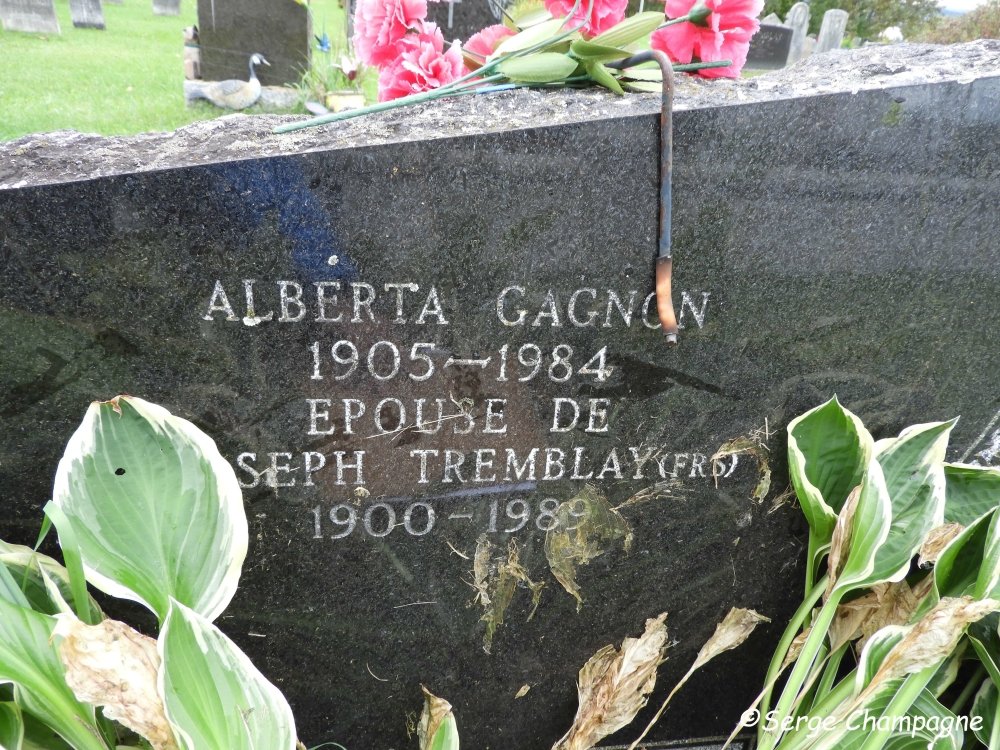 ALBERTA GAGNON
1905–1984
EPOUSE DE
SEPH TREMBLAY (FRS)
1900-1989
© Serge Champagne